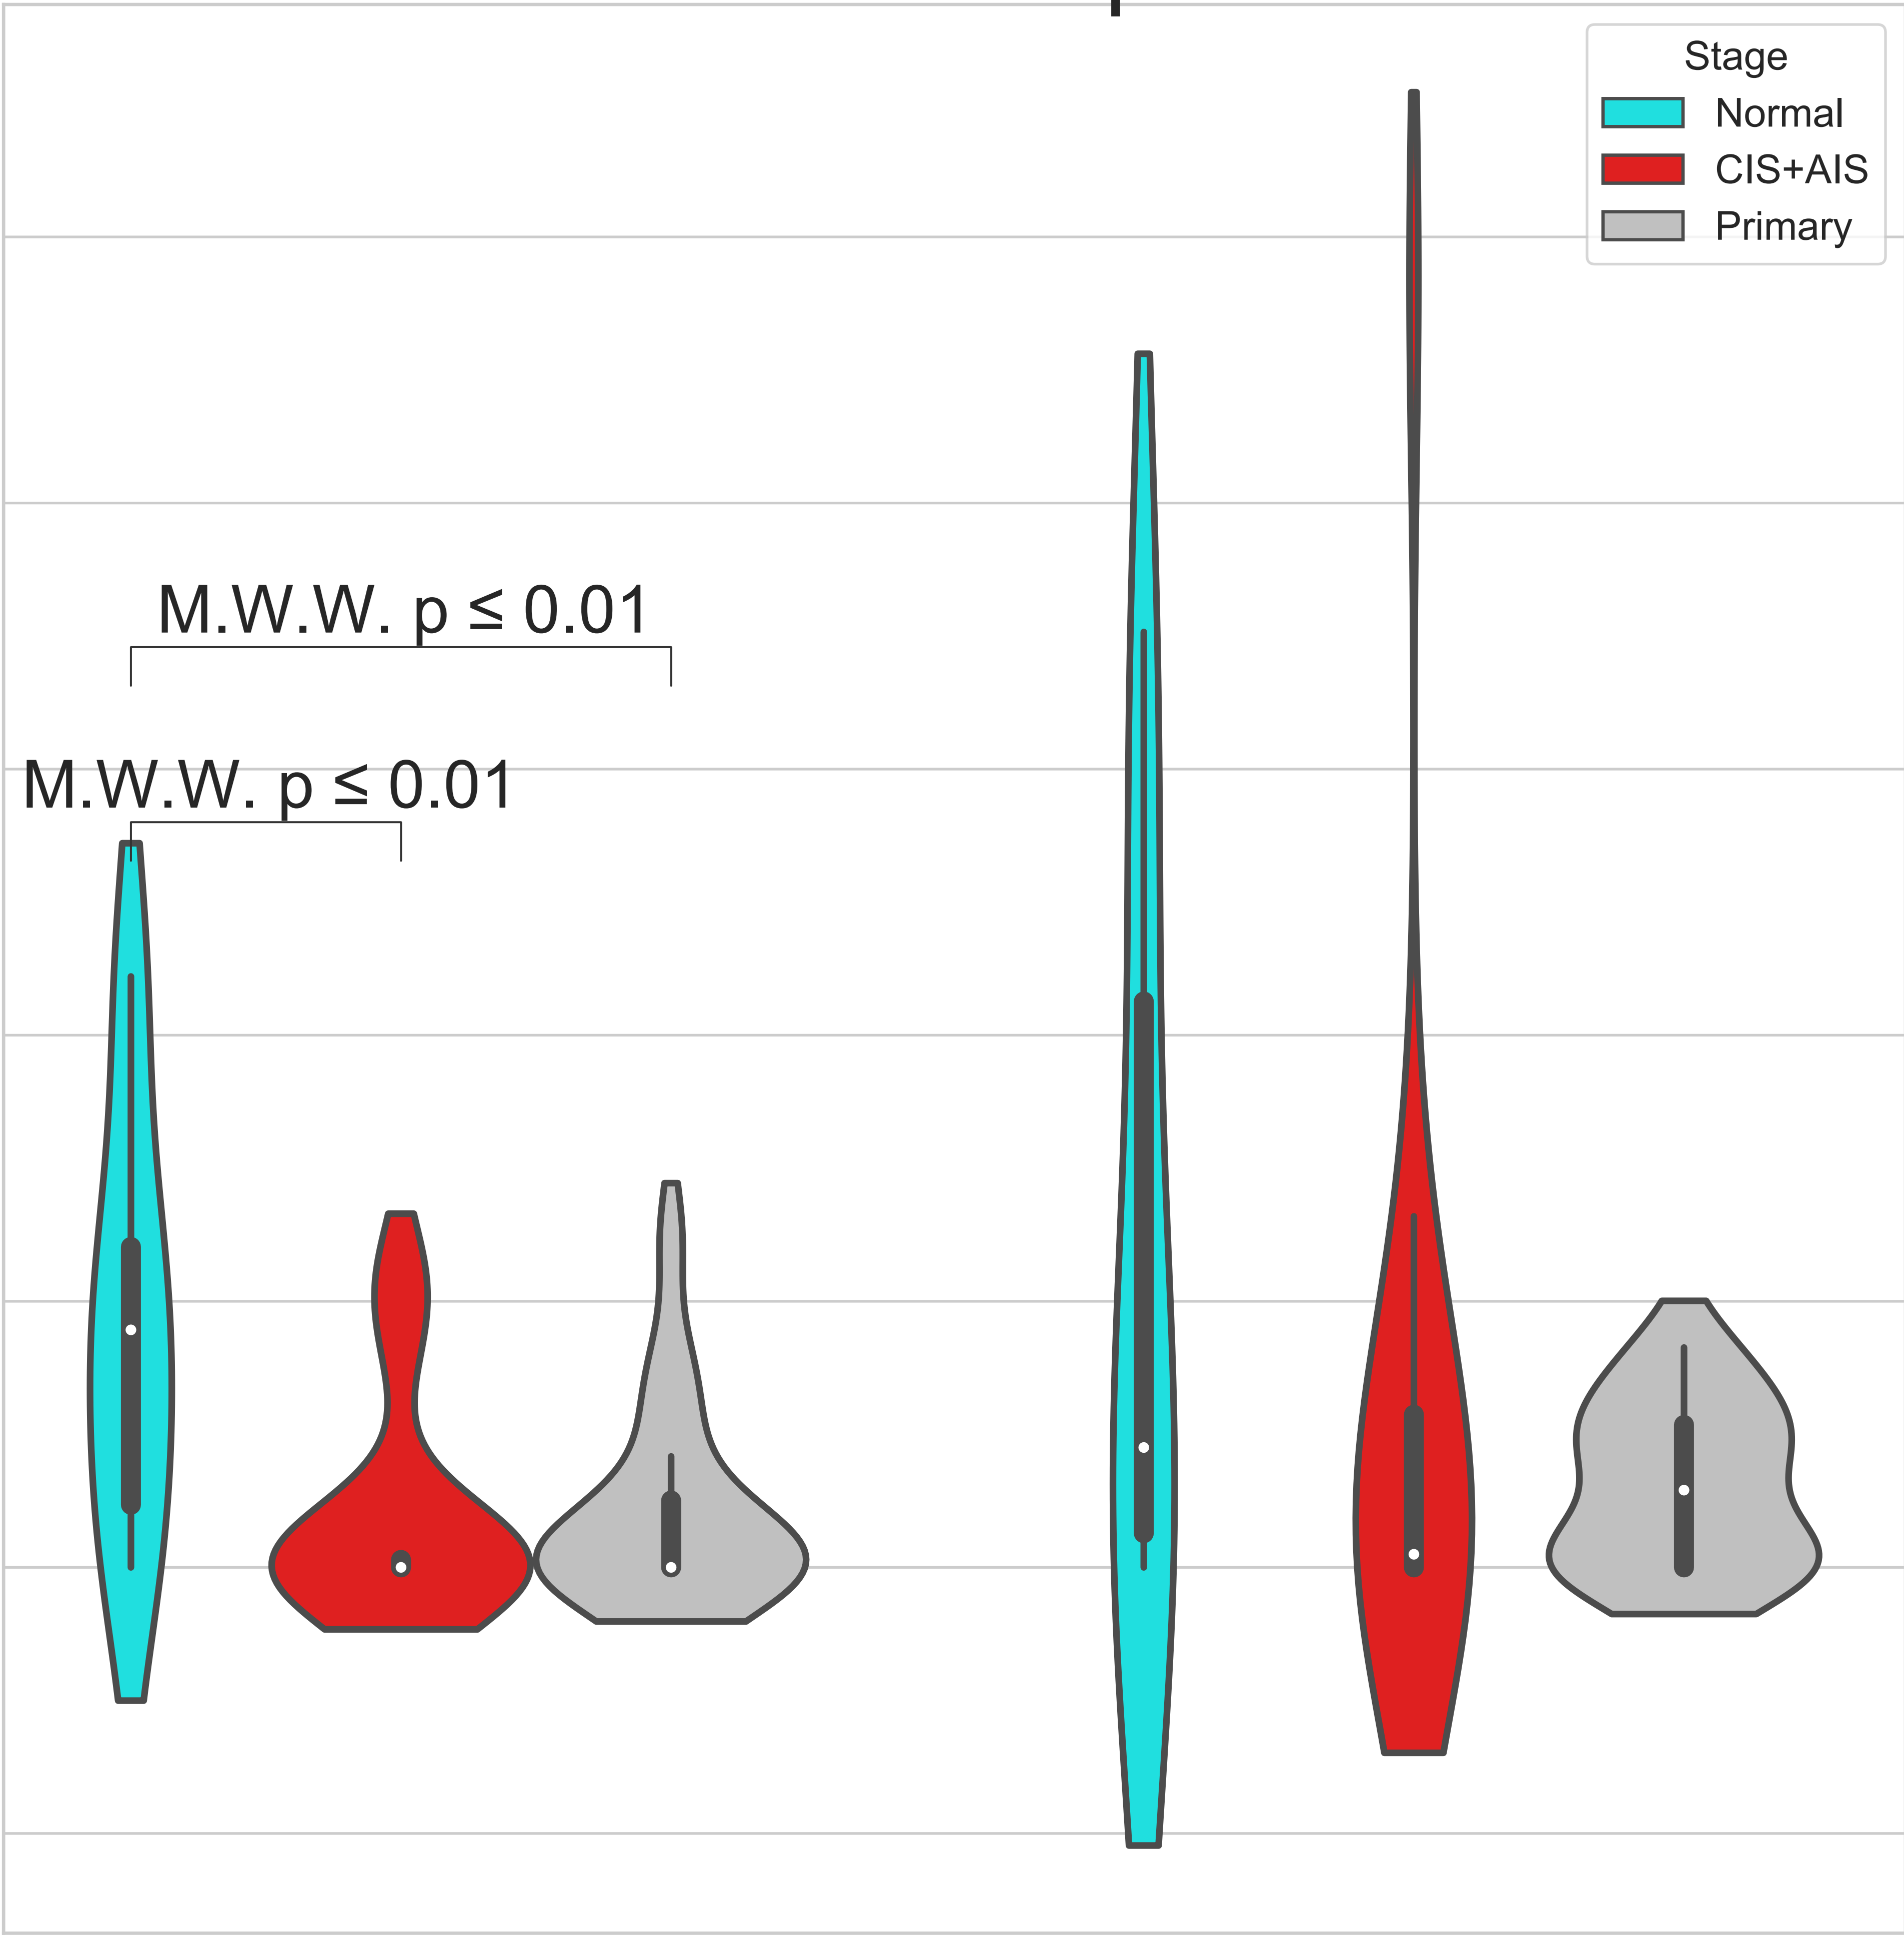 Stage
Normal
CIS+AIS
Primary
M.W.W. p ≤ 0.01
M.W.W. p ≤ 0.01